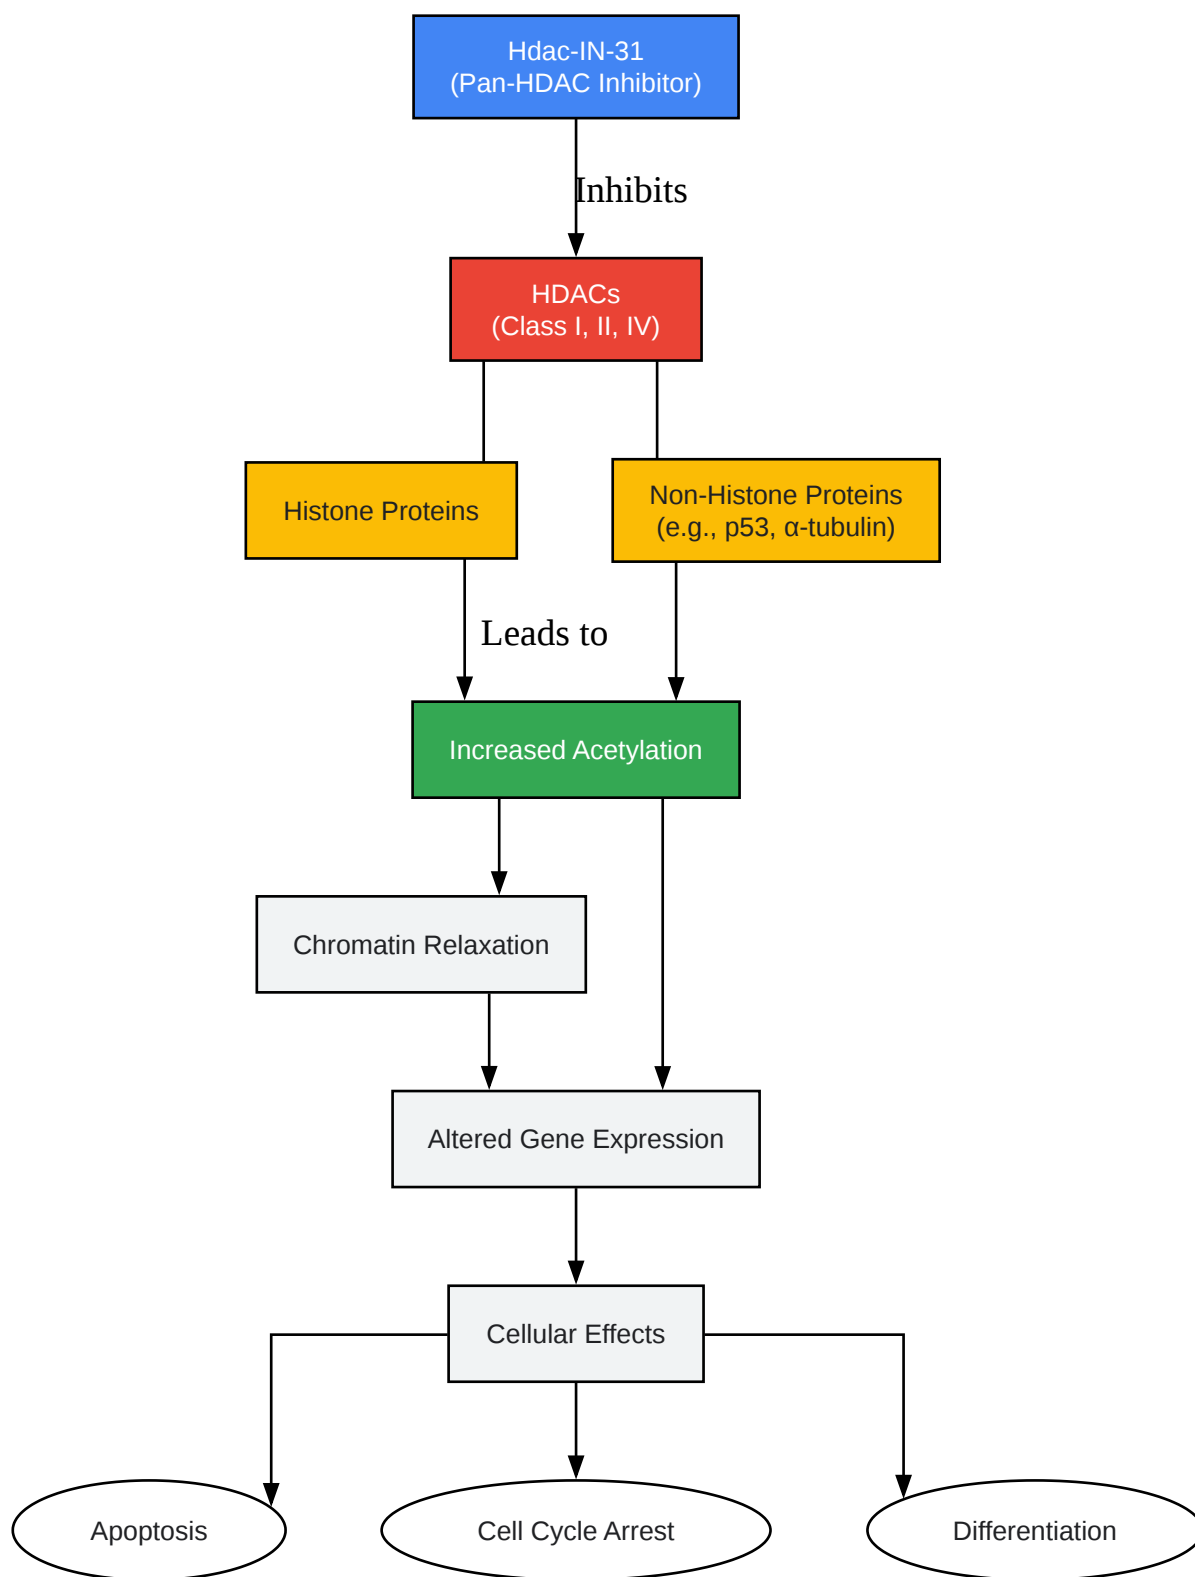 Hdac-IN-31
(Pan-HDAC Inhibitor)
Inhibits
HDACs
(Class I, II, IV)
Histone Proteins
Non-Histone Proteins
(e.g., p53, α-tubulin)
Leads to
Increased Acetylation
Chromatin Relaxation
Altered Gene Expression
Cellular Effects
Apoptosis
Cell Cycle Arrest
Differentiation